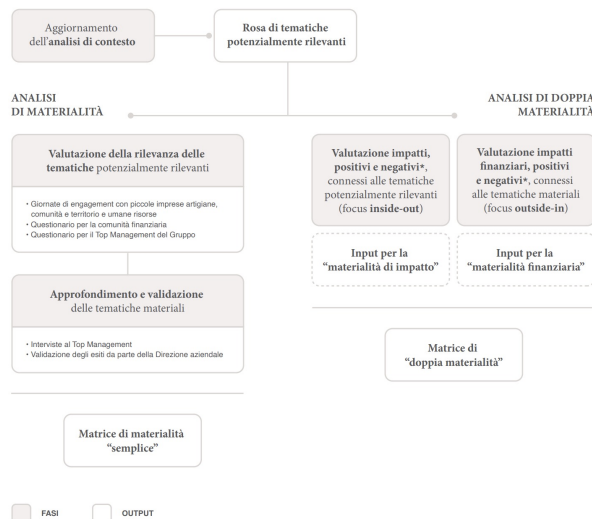 Aggiornamento
dell'analisi di contesto
Rosa di tematiche
potenzialmente rilevanti
ANALISI
DI MATERIALITÀ
ANALISI DI DOPPIA
MATERIALITÀ
Valutazione della rilevanza delle
tematiche potenzialmente rilevanti
• Giornate di engagement con piccole imprese artigiane,
comunità e territorio e umane risorse
• Questionario per la comunità finanziaria
• Questionario per il Top Management del Gruppo
Approfondimento e validazione
delle tematiche materiali
• Interviste al Top Management
• Validazione degli esiti da parte della Direzione aziendale
Matrice di materialità
“semplice”
Valutazione impatti,
positivi e negativi*,
connessi alle tematiche
potenzialmente rilevanti
(focus inside-out)
Input per la
“materialità di impatto”
Valutazione impatti
finanziari, positivi
e negativi*, connessi
alle tematiche materiali
(focus outside-in)
Input per la
“materialità finanziaria”
Matrice di
“doppia materialità”
FASI
OUTPUT